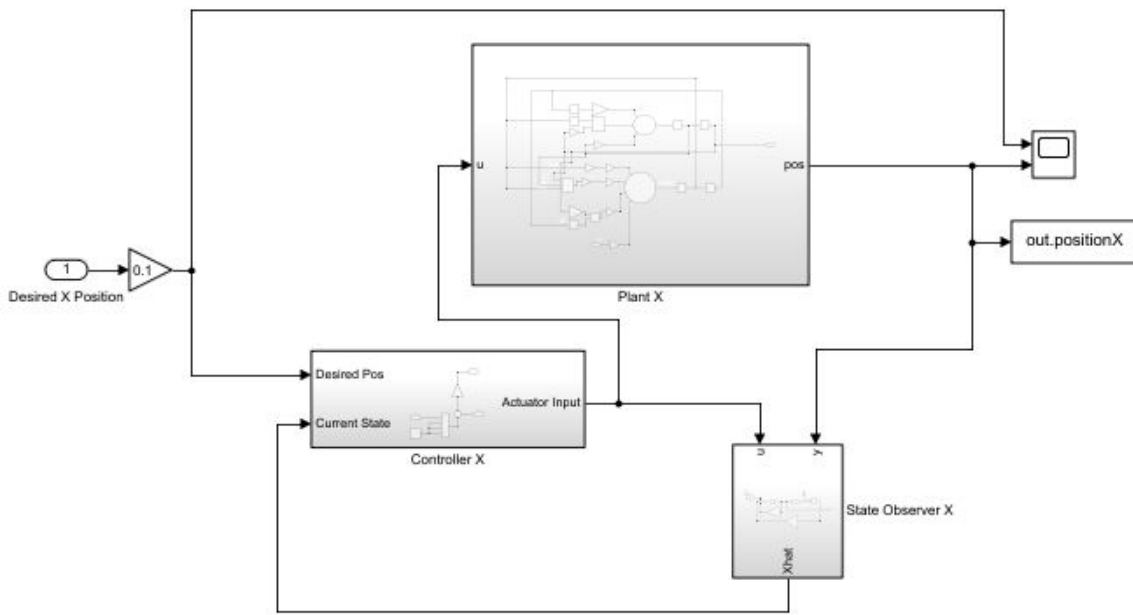 u
pos
out.positionX
Plant X
1
0.1
Desired X Position
Desired Pos
Actuator Input
Current State
Controller X
u
y
State Observer X
Xhat